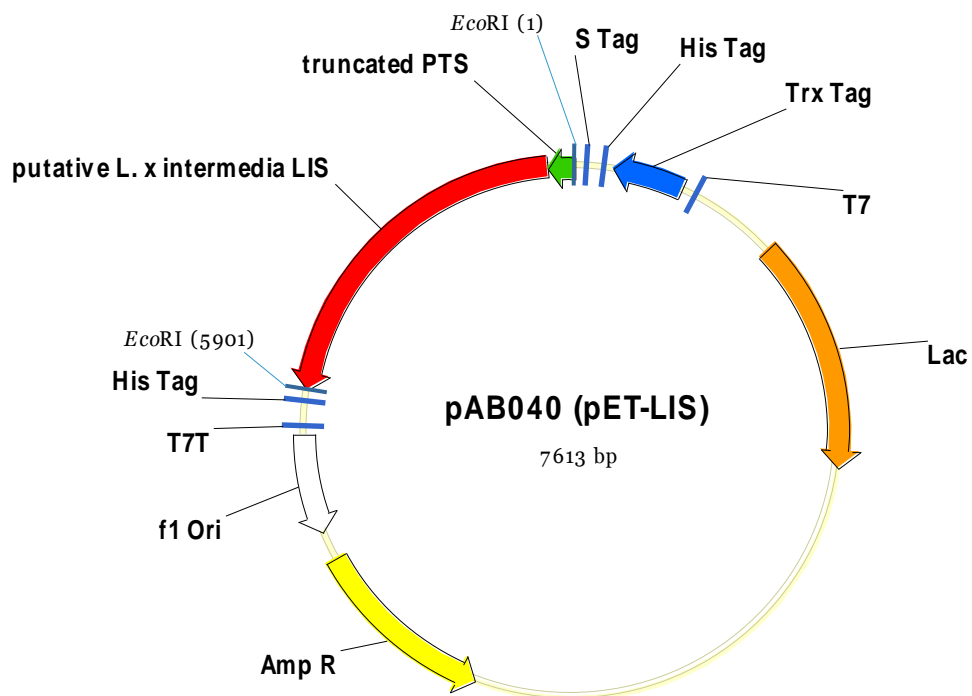 EcoRI (1)
S Tag
His Tag
truncated PTS
Trx Tag
putative L. x intermedia LIS
T7
Lac
EcoRI (5901)
His Tag
T7T
pAB040 (pET-LIS)
7613 bp
f1 Ori
Amp R